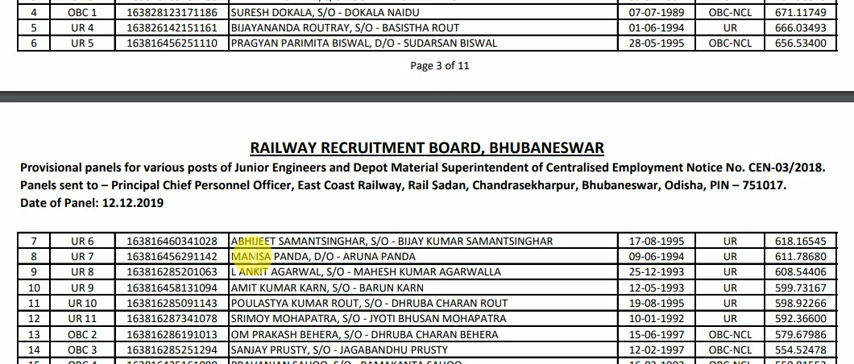 4 OBC 1 163828123171186 SURESH DOKALA, S/O - DOKALA NAIDU 07-07-1989 OBC-NCL 671.11749
5 UR 4 163826142151161 BIJAYANANDA ROUTRAY, S/O - BASISTHA ROUT 01-06-1994 UR 666.03493
6 UR 5 163816456251110 PRAGYAN PARIMITA BISWAL, D/O - SUDARSAN BISWAL 28-05-1995 OBC-NCL 656.53400
Page 3 of 11
RAILWAY RECRUITMENT BOARD, BHUBANESWAR
Provisional panels for various posts of Junior Engineers and Depot Material Superintendent of Centralised Employment Notice No. CEN-03/2018.
Panels sent to – Principal Chief Personnel Officer, East Coast Railway, Rail Sadan, Chandrasekharpur, Bhubaneswar, Odisha, PIN – 751017.
Date of Panel: 12.12.2019
7 UR 6 163816460341028 ABHIJEET SAMANTSINGHAR, S/O - BIJAY KUMAR SAMANTSINGHAR 17-08-1995 UR 618.16545
8 UR 7 163816456291142 MANISA PANDA, D/O - ARUNA PANDA 09-06-1994 UR 611.78680
9 UR 8 163816285201063 L ANKIT AGARWAL, S/O - MAHESH KUMAR AGARWALLA 25-12-1993 UR 608.54406
10 UR 9 163816458131094 AMIT KUMAR KARN, S/O - BARUN KARN 12-05-1993 UR 599.73167
11 UR 10 163816285091143 POULASTYA KUMAR ROUT, S/O - DHRUBA CHARAN ROUT 19-08-1995 UR 598.92266
12 UR 11 163816287341078 SRIMOY MOHAPATRA, S/O - JYOTI BHUSAN MOHAPATRA 10-01-1992 UR 592.36600
13 OBC 2 163816286191013 OM PRAKASH BEHERA, S/O - DHRUBA CHARAN BEHERA 15-06-1997 OBC-NCL 579.67986
14 OBC 3 163816285251294 SANJAY PRUSTY, S/O - JAGABANDHU PRUSTY 12-02-1997 OBC-NCL 554.52478